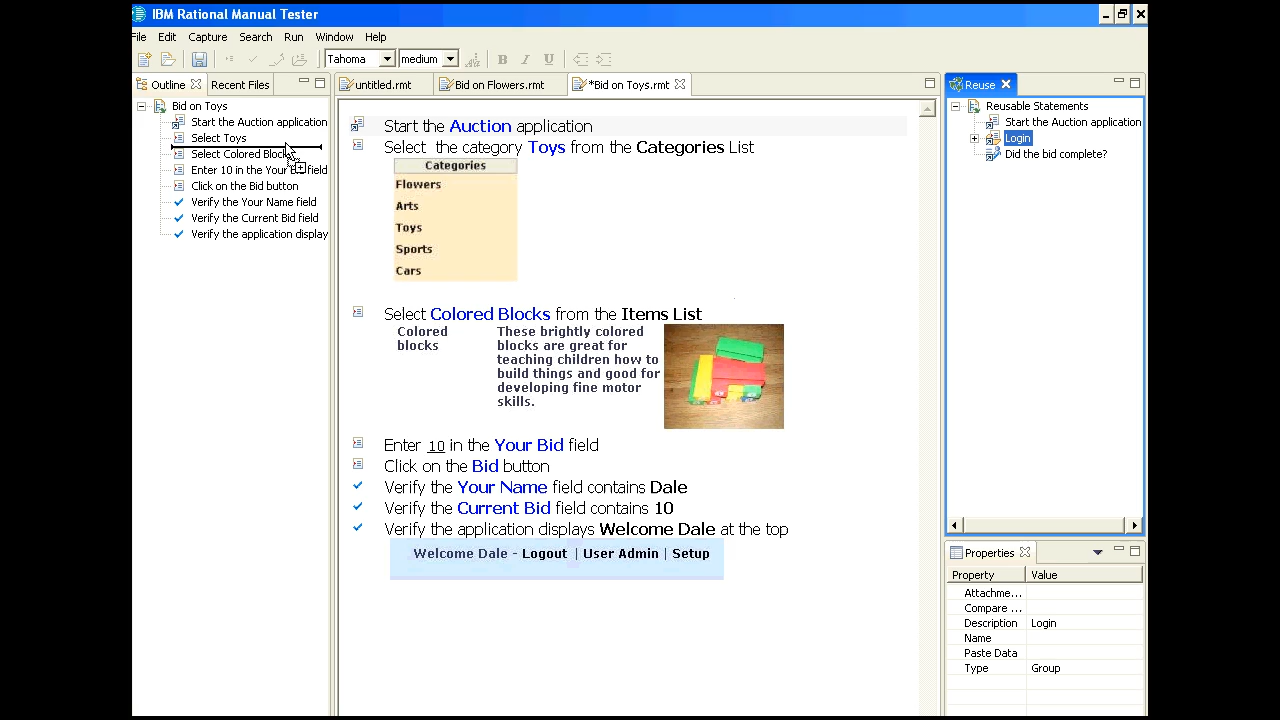 IBM Rational Manual Tester
File Edit Capture Search Run Window Help
Tahoma medium B I U
Outline Recent Files
Bid on Toys
Start the Auction application
Select Toys
Select Colored Blocks
Enter 10 in the Your Bid field
Click on the Bid button
Verify the Your Name field
Verify the Current Bid field
Verify the application display
untitled.rmt Bid on Flowers.rmt *Bid on Toys.rmt
Start the Auction application
Select the category Toys from the Categories List
Categories
Flowers
Arts
Toys
Sports
Cars
Select Colored Blocks from the Items List
Colored
blocks
These brightly colored
blocks are great for
teaching children how to
build things and good for
developing fine motor
skills.
Enter 10 in the Your Bid field
Click on the Bid button
Verify the Your Name field contains Dale
Verify the Current Bid field contains 10
Verify the application displays Welcome Dale at the top
Welcome Dale - Logout | User Admin | Setup
Reuse
Reusable Statements
Start the Auction application
Login
Did the bid complete?
Properties
Property Value
Attachme...
Compare ...
Description Login
Name
Paste Data
Type Group